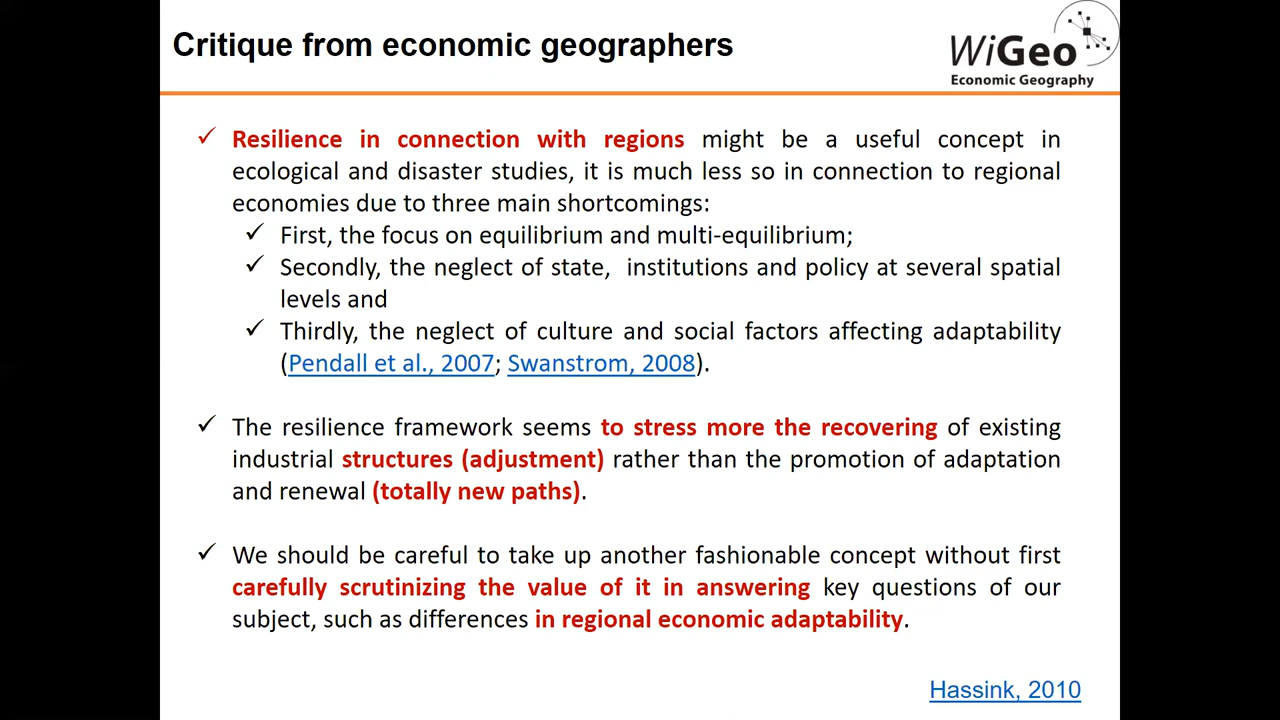 Critique from economic geographers
WiGeo
Economic Geography
✓ Resilience in connection with regions might be a useful concept in
ecological and disaster studies, it is much less so in connection to regional
economies due to three main shortcomings:
✓ First, the focus on equilibrium and multi-equilibrium;
✓ Secondly, the neglect of state, institutions and policy at several spatial
levels and
✓ Thirdly, the neglect of culture and social factors affecting adaptability
(Pendall et al., 2007; Swanstrom, 2008).
✓ The resilience framework seems to stress more the recovering of existing
industrial structures (adjustment) rather than the promotion of adaptation
and renewal (totally new paths).
✓ We should be careful to take up another fashionable concept without first
carefully scrutinizing the value of it in answering key questions of our
subject, such as differences in regional economic adaptability.
Hassink, 2010